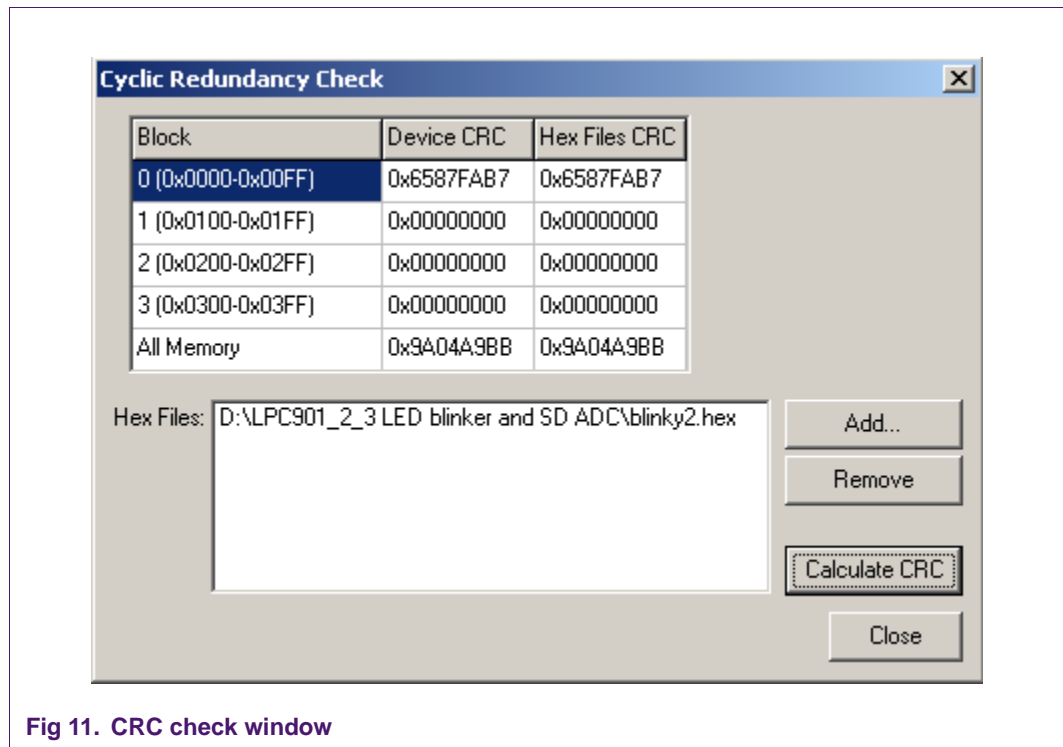 Cyclic Redundancy Check
Block Device CRC Hex Files CRC
0 (0x0000-0x00FF) 0x6587FAB7 0x6587FAB7
1 (0x0100-0x01FF) 0x00000000 0x00000000
2 (0x0200-0x02FF) 0x00000000 0x00000000
3 (0x0300-0x03FF) 0x00000000 0x00000000
All Memory 0x9A04A9BB 0x9A04A9BB
Hex Files: D:\LPC901_2_3 LED blinker and SD ADC\blinky2.hex
Add...
Remove
Calculate CRC
Close
Fig 11. CRC check window